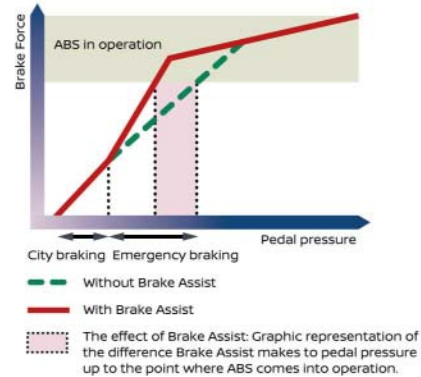 Brake Force
ABS in operation
Pedal pressure
City braking Emergency braking
Without Brake Assist
With Brake Assist
The effect of Brake Assist: Graphic representation of
the difference Brake Assist makes to pedal pressure
up to the point where ABS comes into operation.